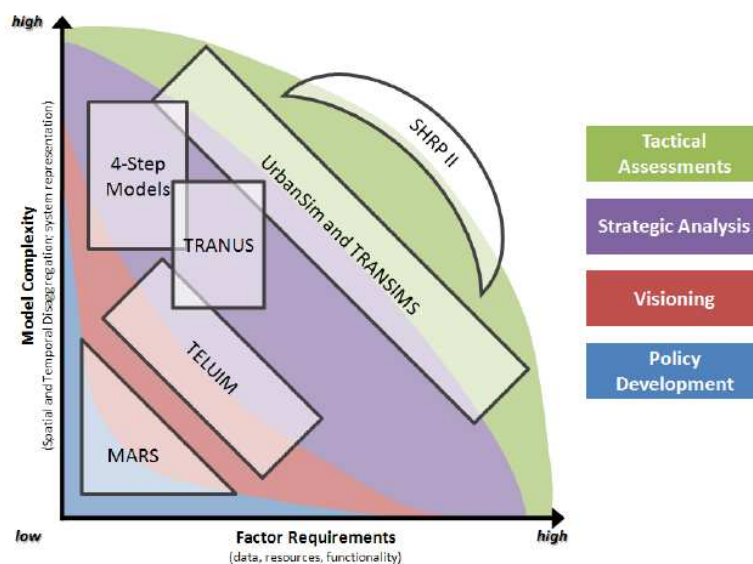 high
Model Complexity
(Spatial and Temporal Disaggregation; system representation)
4-Step
Models
TRANUS
UrbanSim and TRANSIMS
SHRP II
TELUIM
MARS
low
Factor Requirements
(data, resources, functionality)
high
Tactical
Assessments
Strategic Analysis
Visioning
Policy
Development